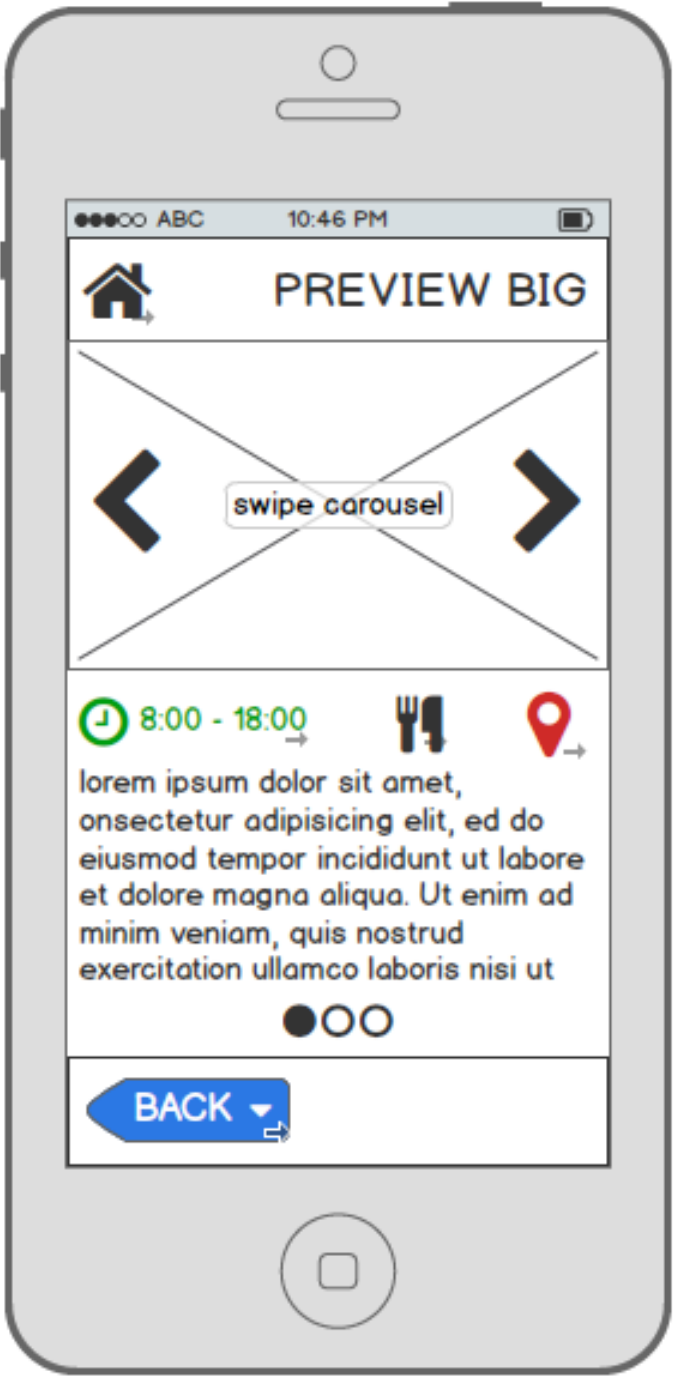 ABC 10:46 PM
PREVIEW BIG
swipe carousel
8:00 - 18:00
lorem ipsum dolor sit amet,
onsectetur adipisicing elit, ed do
eiusmod tempor incididunt ut labore
et dolore magna aliqua. Ut enim ad
minim veniam, quis nostrud
exercitation ullamco laboris nisi ut
BACK